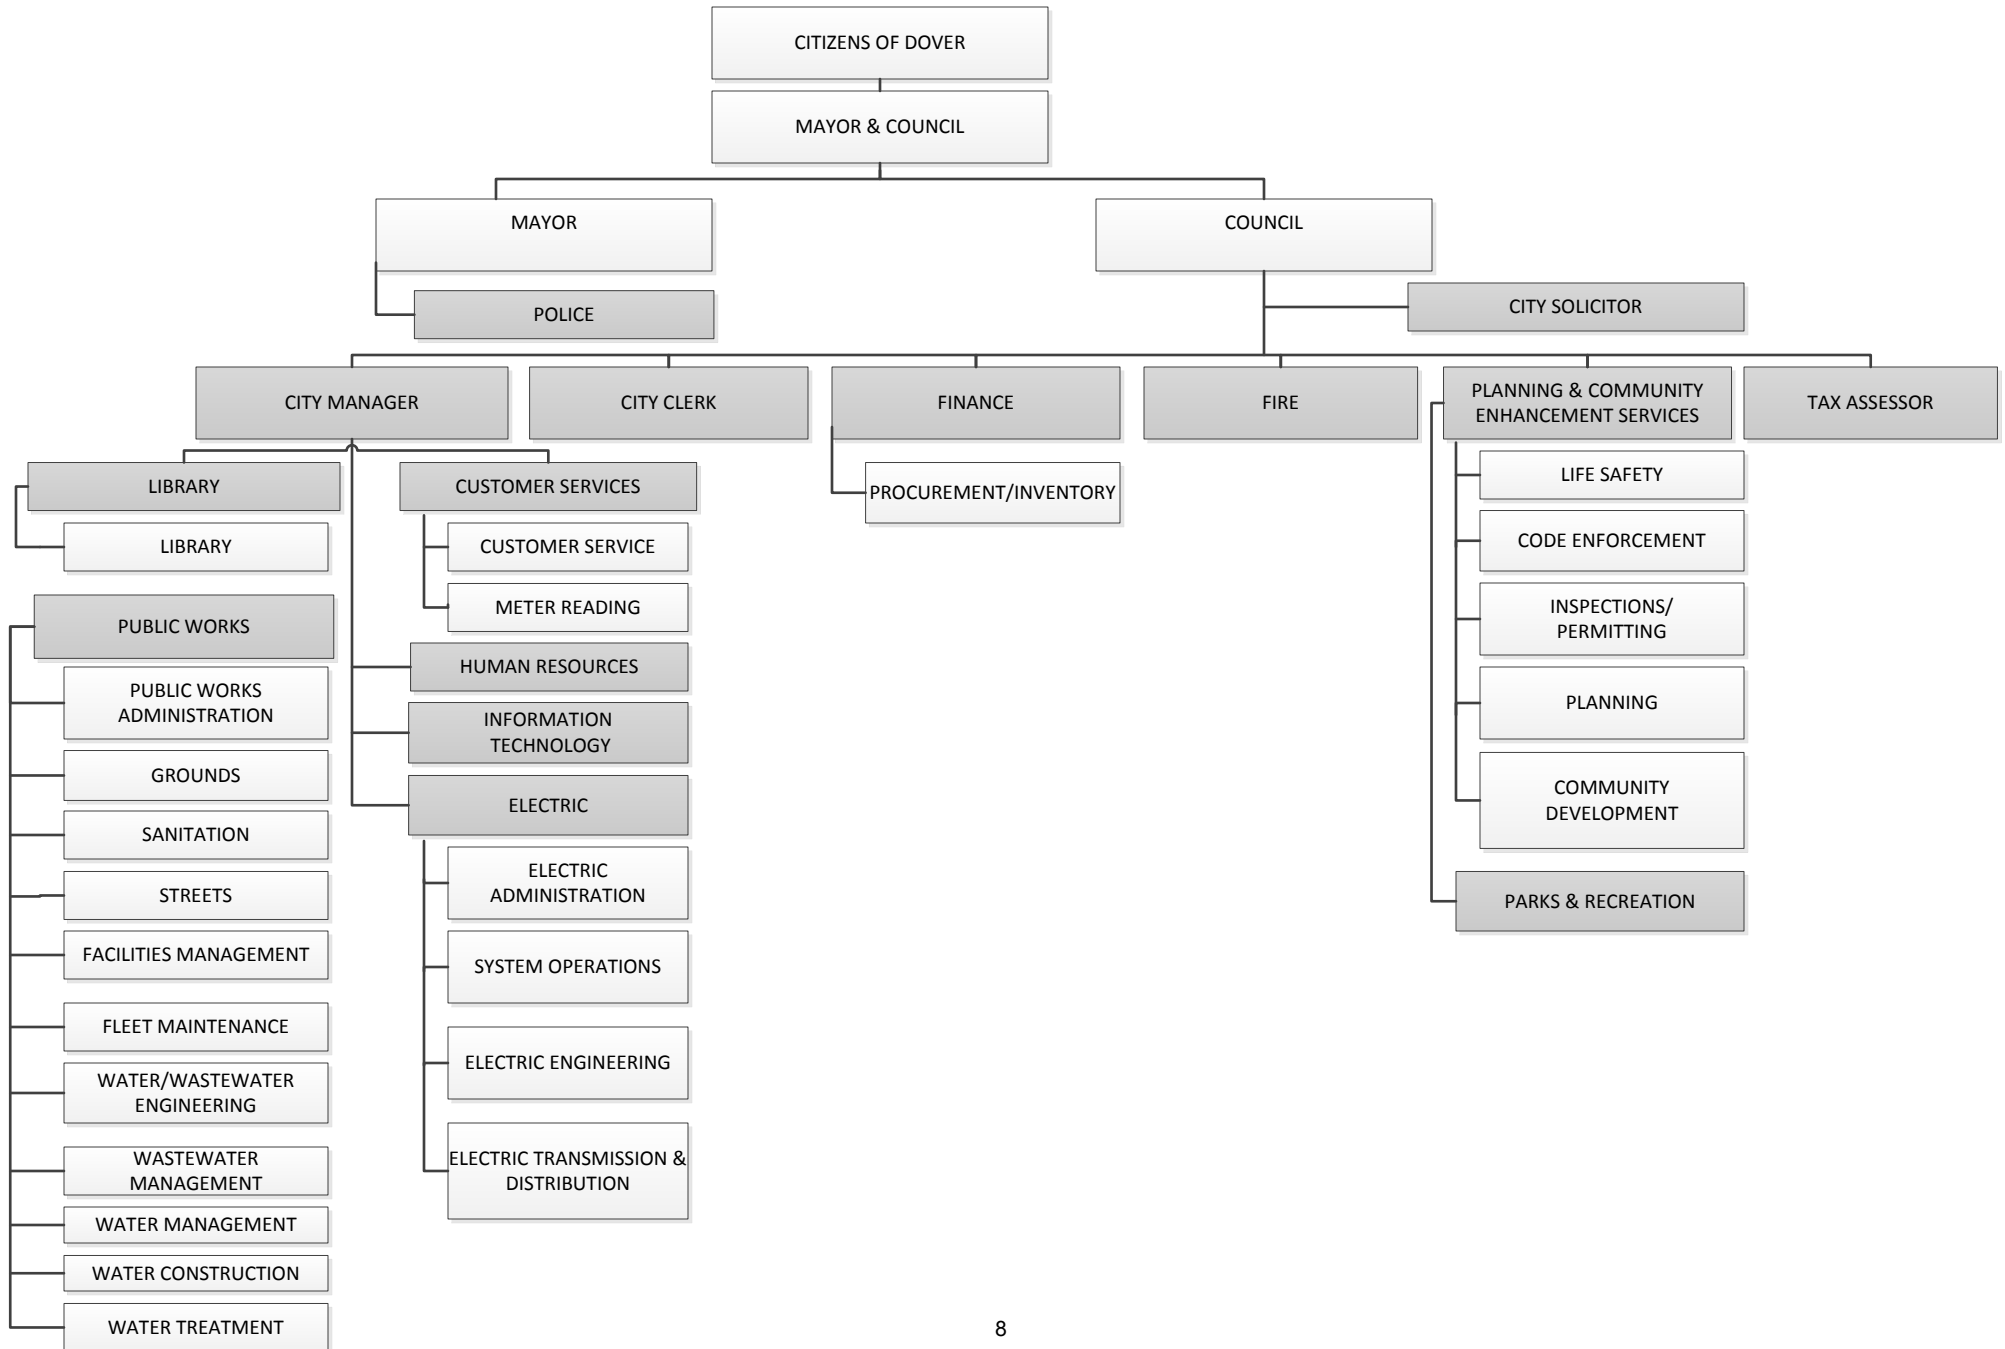 CITIZENS OF DOVER
MAYOR & COUNCIL
MAYOR
COUNCIL
POLICE
CITY SOLICITOR
CITY MANAGER
CITY CLERK
FINANCE
FIRE
PLANNING & COMMUNITY
ENHANCEMENT SERVICES
TAX ASSESSOR
LIBRARY
LIBRARY
PUBLIC WORKS
PUBLIC WORKS
ADMINISTRATION
GROUNDS
SANITATION
STREETS
FACILITIES MANAGEMENT
FLEET MAINTENANCE
WATER/WASTEWATER
ENGINEERING
WASTEWATER
MANAGEMENT
WATER MANAGEMENT
WATER CONSTRUCTION
WATER TREATMENT
CUSTOMER SERVICES
CUSTOMER SERVICE
METER READING
HUMAN RESOURCES
INFORMATION
TECHNOLOGY
ELECTRIC
ELECTRIC
ADMINISTRATION
SYSTEM OPERATIONS
ELECTRIC ENGINEERING
ELECTRIC TRANSMISSION &
DISTRIBUTION
PROCUREMENT/INVENTORY
LIFE SAFETY
CODE ENFORCEMENT
INSPECTIONS/
PERMITTING
PLANNING
COMMUNITY
DEVELOPMENT
PARKS & RECREATION
8